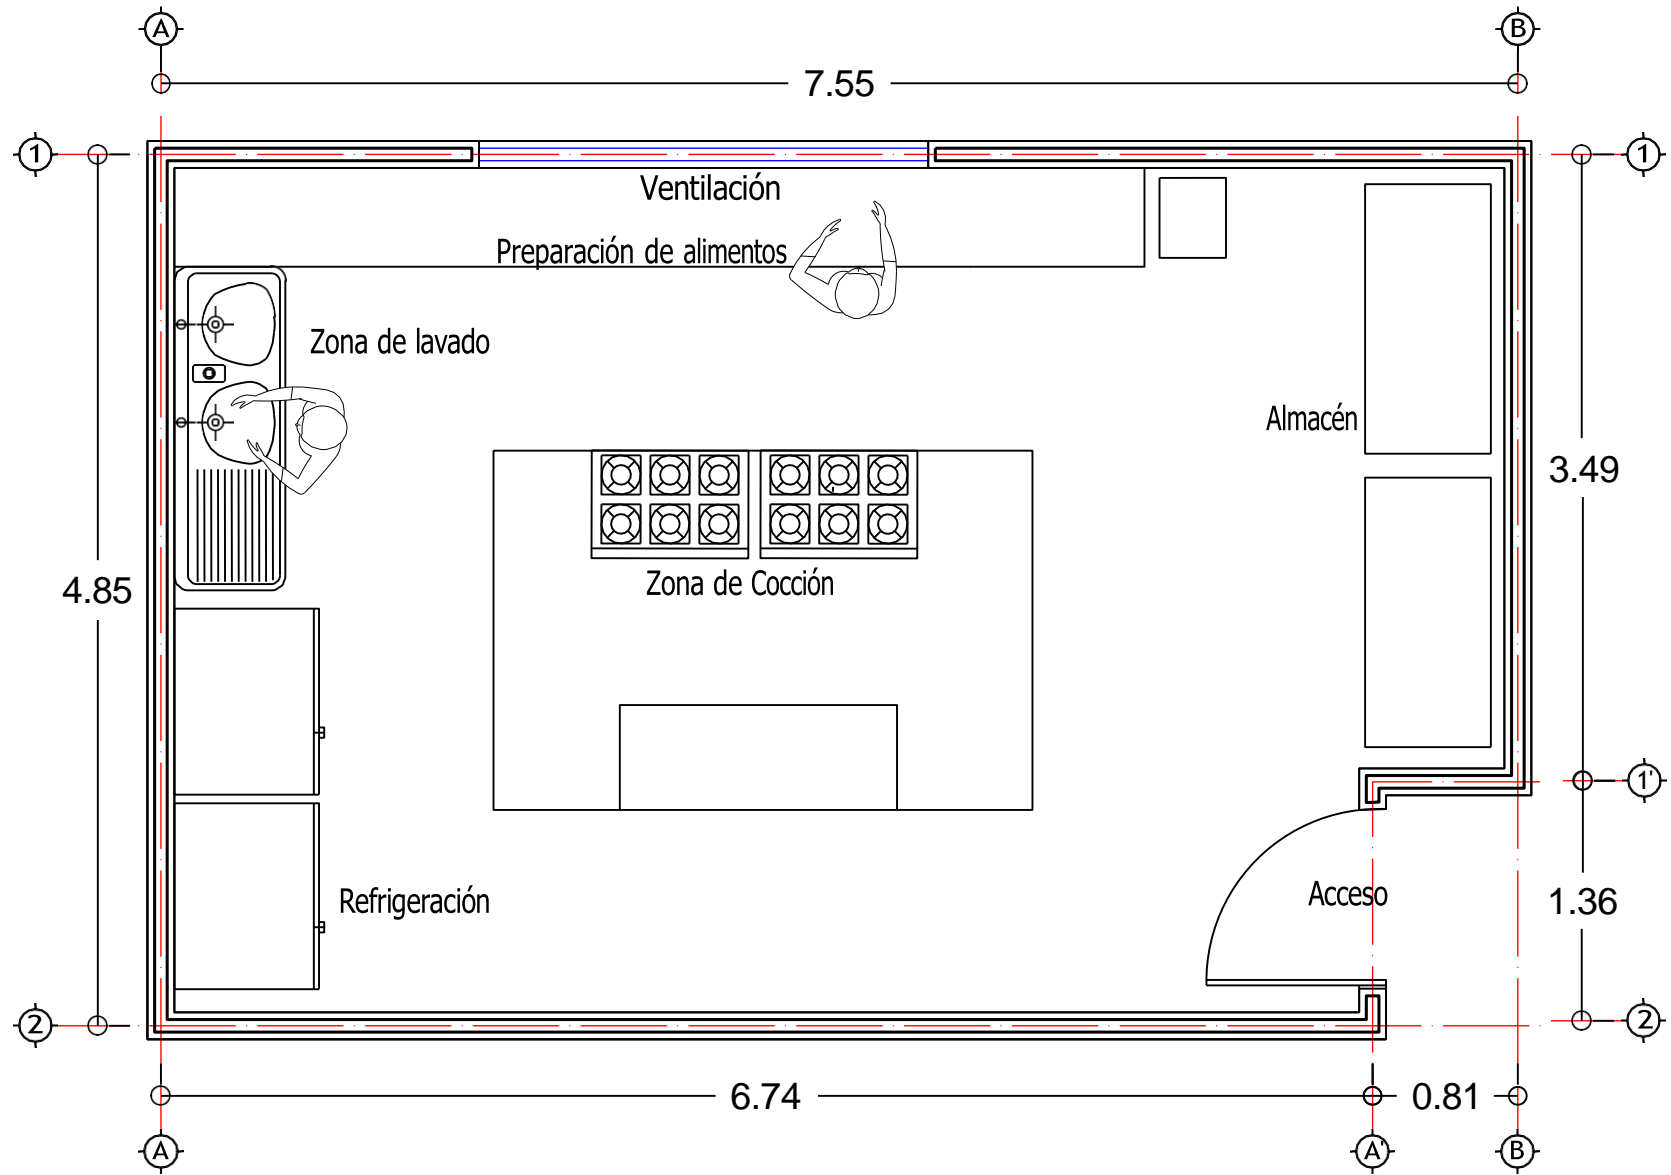 A B
7.55
1 1
Ventilación
Preparación de alimentos
Zona de lavado
Almacén
3.49
Zona de Cocción
4.85
1'
Refrigeración
Acceso
1.36
2 2
6.74 0.81
A A' B